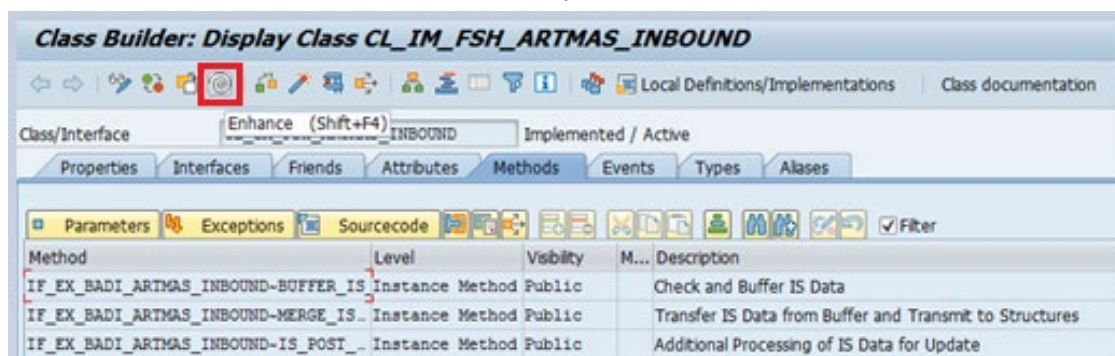 Class Builder: Display Class CL_IM_FSH_ARTMAS_INBOUND
Local Definitions/Implementations Class documentation
Enhance (Shift+F4)
Class/Interface _INBOUND Implemented / Active
Properties Interfaces Friends Attributes Methods Events Types Aliases
Parameters Exceptions Sourcecode Filter
Method Level Visibility M... Description
IF_EX_BADI_ARTMAS_INBOUND~BUFFER_IS Instance Method Public Check and Buffer IS Data
IF_EX_BADI_ARTMAS_INBOUND~MERGE_IS… Instance Method Public Transfer IS Data from Buffer and Transmit to Structures
IF_EX_BADI_ARTMAS_INBOUND~IS_POST_… Instance Method Public Additional Processing of IS Data for Update